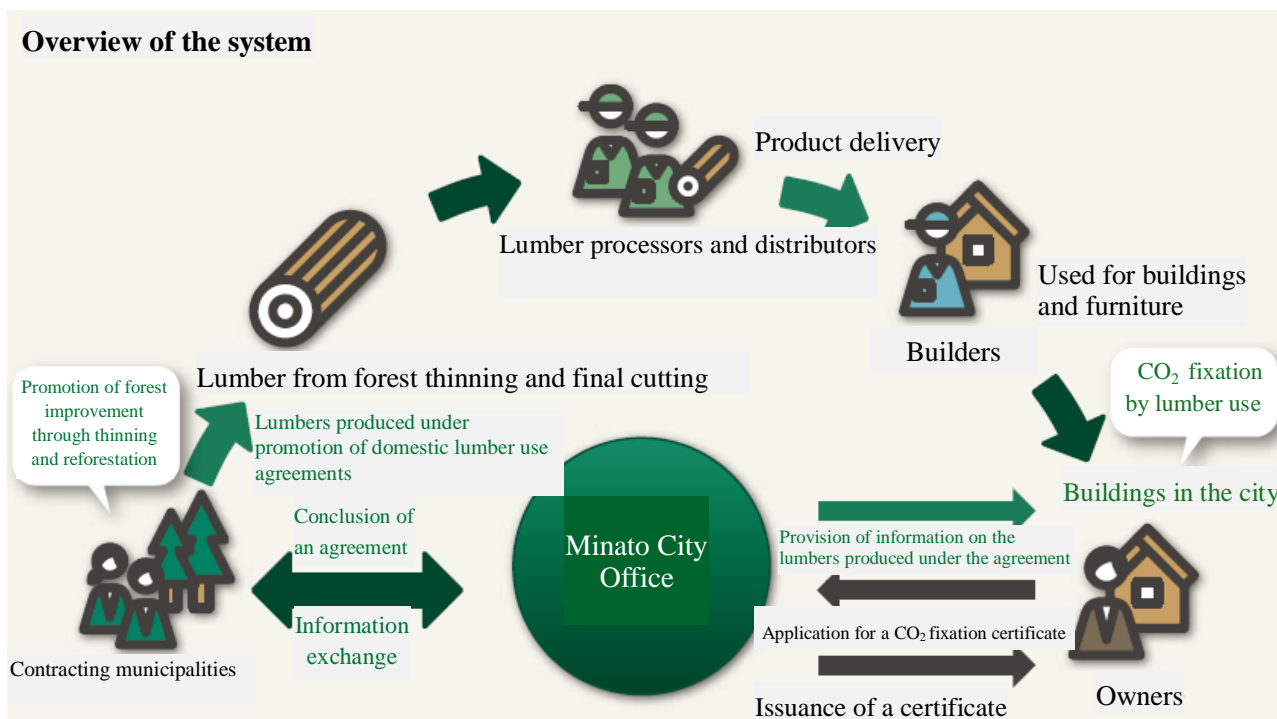 Overview of the system
Product delivery
Lumber processors and distributors
Used for buildings
and furniture
Builders
Lumber from forest thinning and final cutting
Promotion of forest
improvement
through thinning
and reforestation
Lumbers produced under
promotion of domestic lumber use
agreements
CO₂ fixation
by lumber use
Buildings in the city
Conclusion of
an agreement
Minato City
Office
Provision of information on the
lumbers produced under the agreement
Information
exchange
Application for a CO₂ fixation certificate
Contracting municipalities
Issuance of a certificate
Owners